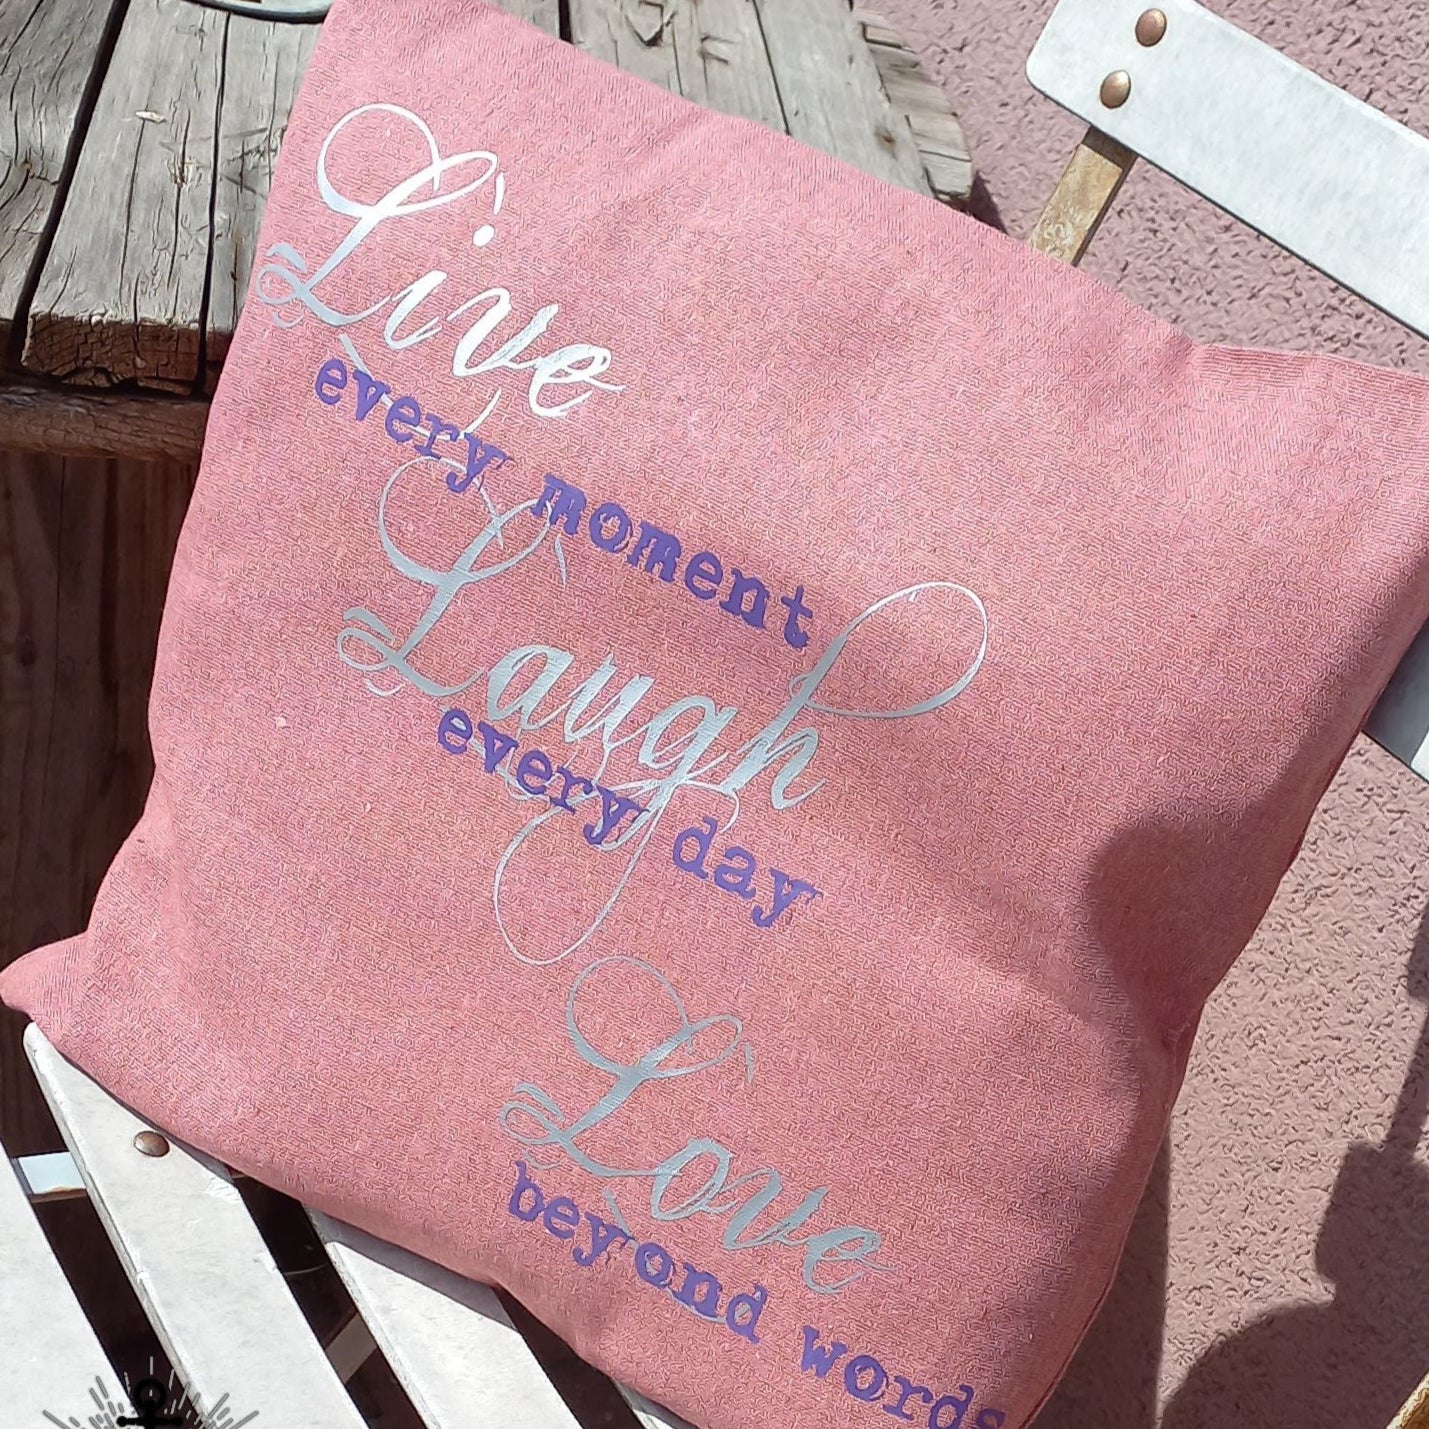 Live
every moment
Laugh
every day
Love
beyond words